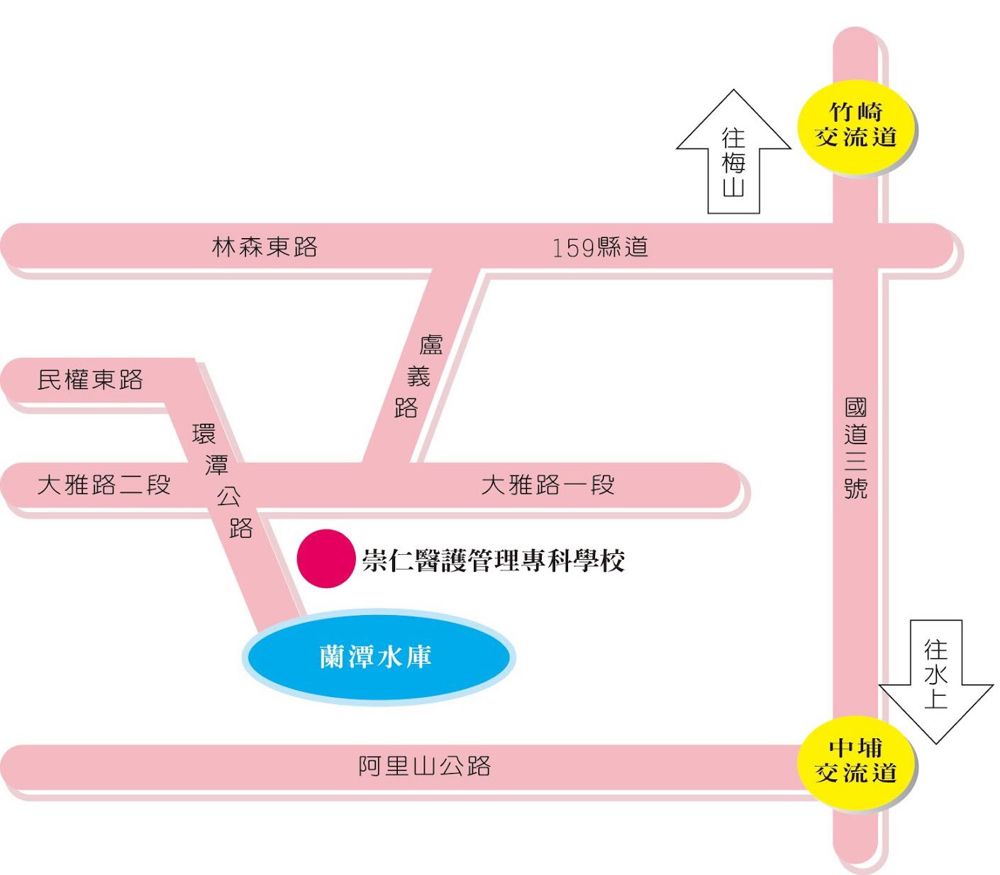 竹崎
交流道
往梅山
林森東路
159縣道
盧義路
民權東路
環潭公路
國道三號
大雅路二段
大雅路一段
崇仁醫護管理專科學校
蘭潭水庫
往水上
中埔
交流道
阿里山公路